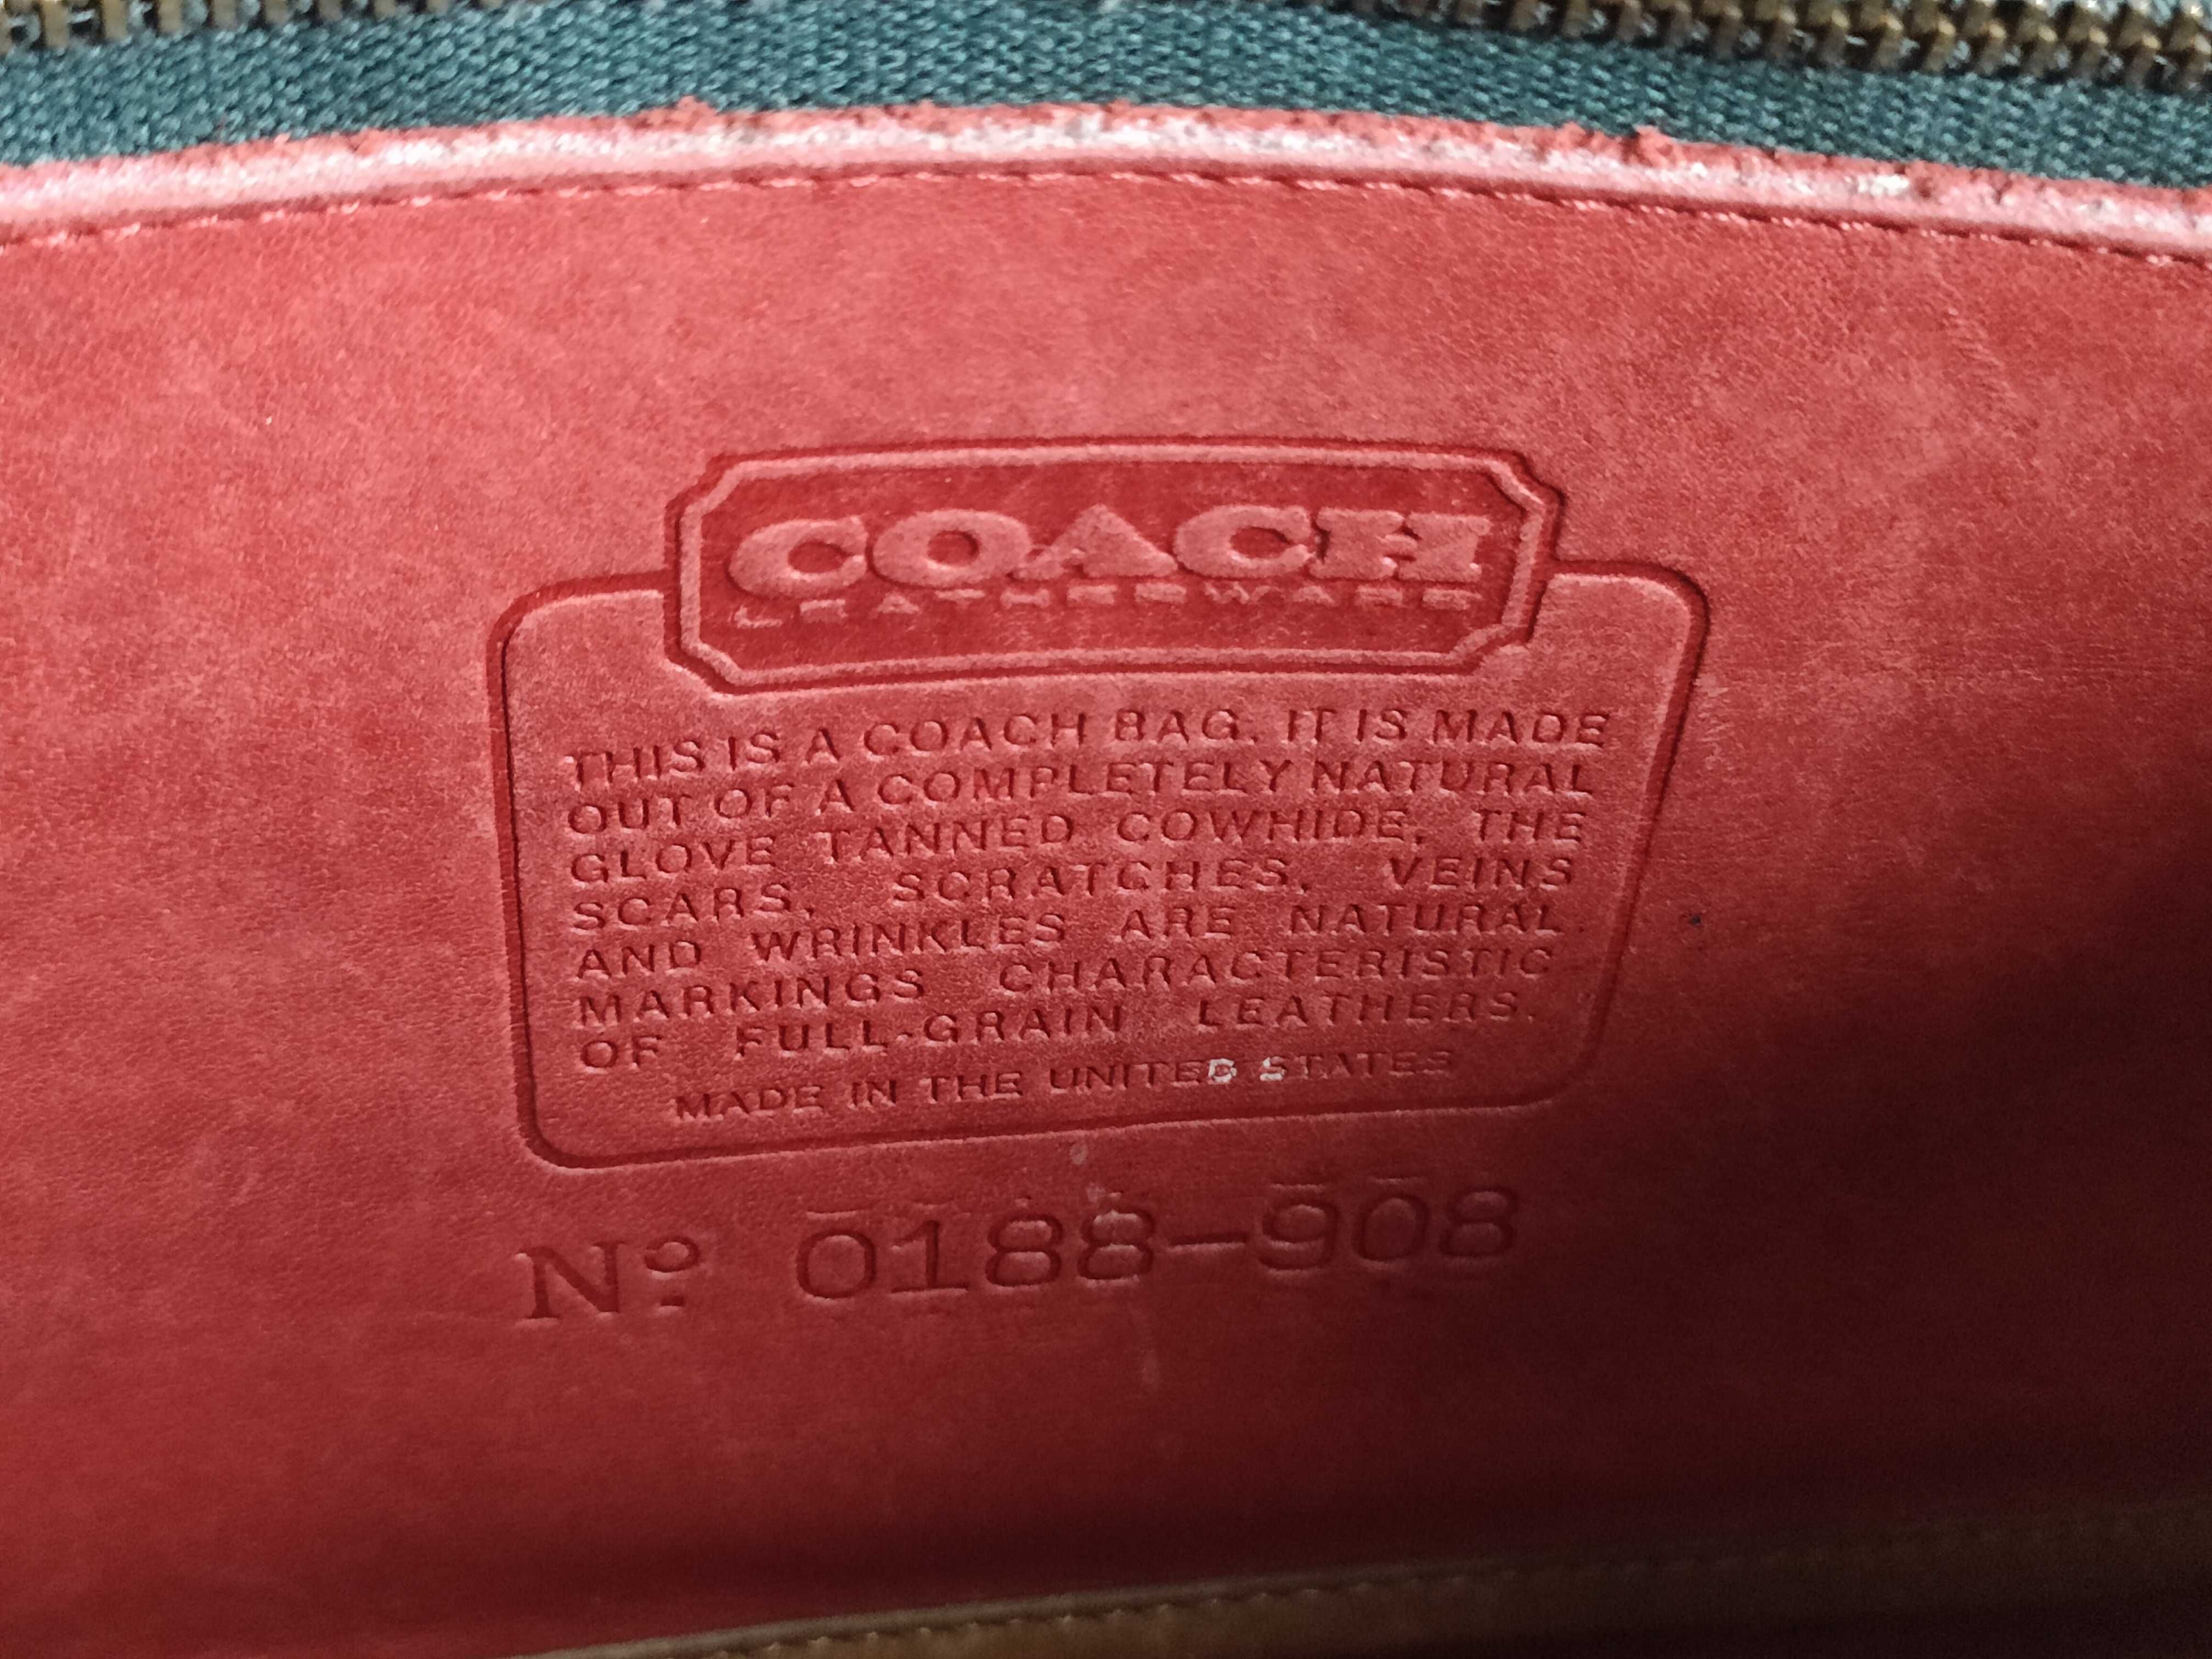 COACH
LEATHERWARE
THIS IS A COACH BAG. IT IS MADE
OUT OF A COMPLETELY NATURAL
GLOVE TANNED COWHIDE, THE
SCARS, SCRATCHES, VEINS
AND WRINKLES ARE NATURAL
MARKINGS CHARACTERISTIC
OF FULL-GRAIN LEATHERS.
MADE IN THE UNITED STATES
Nº 0188-908